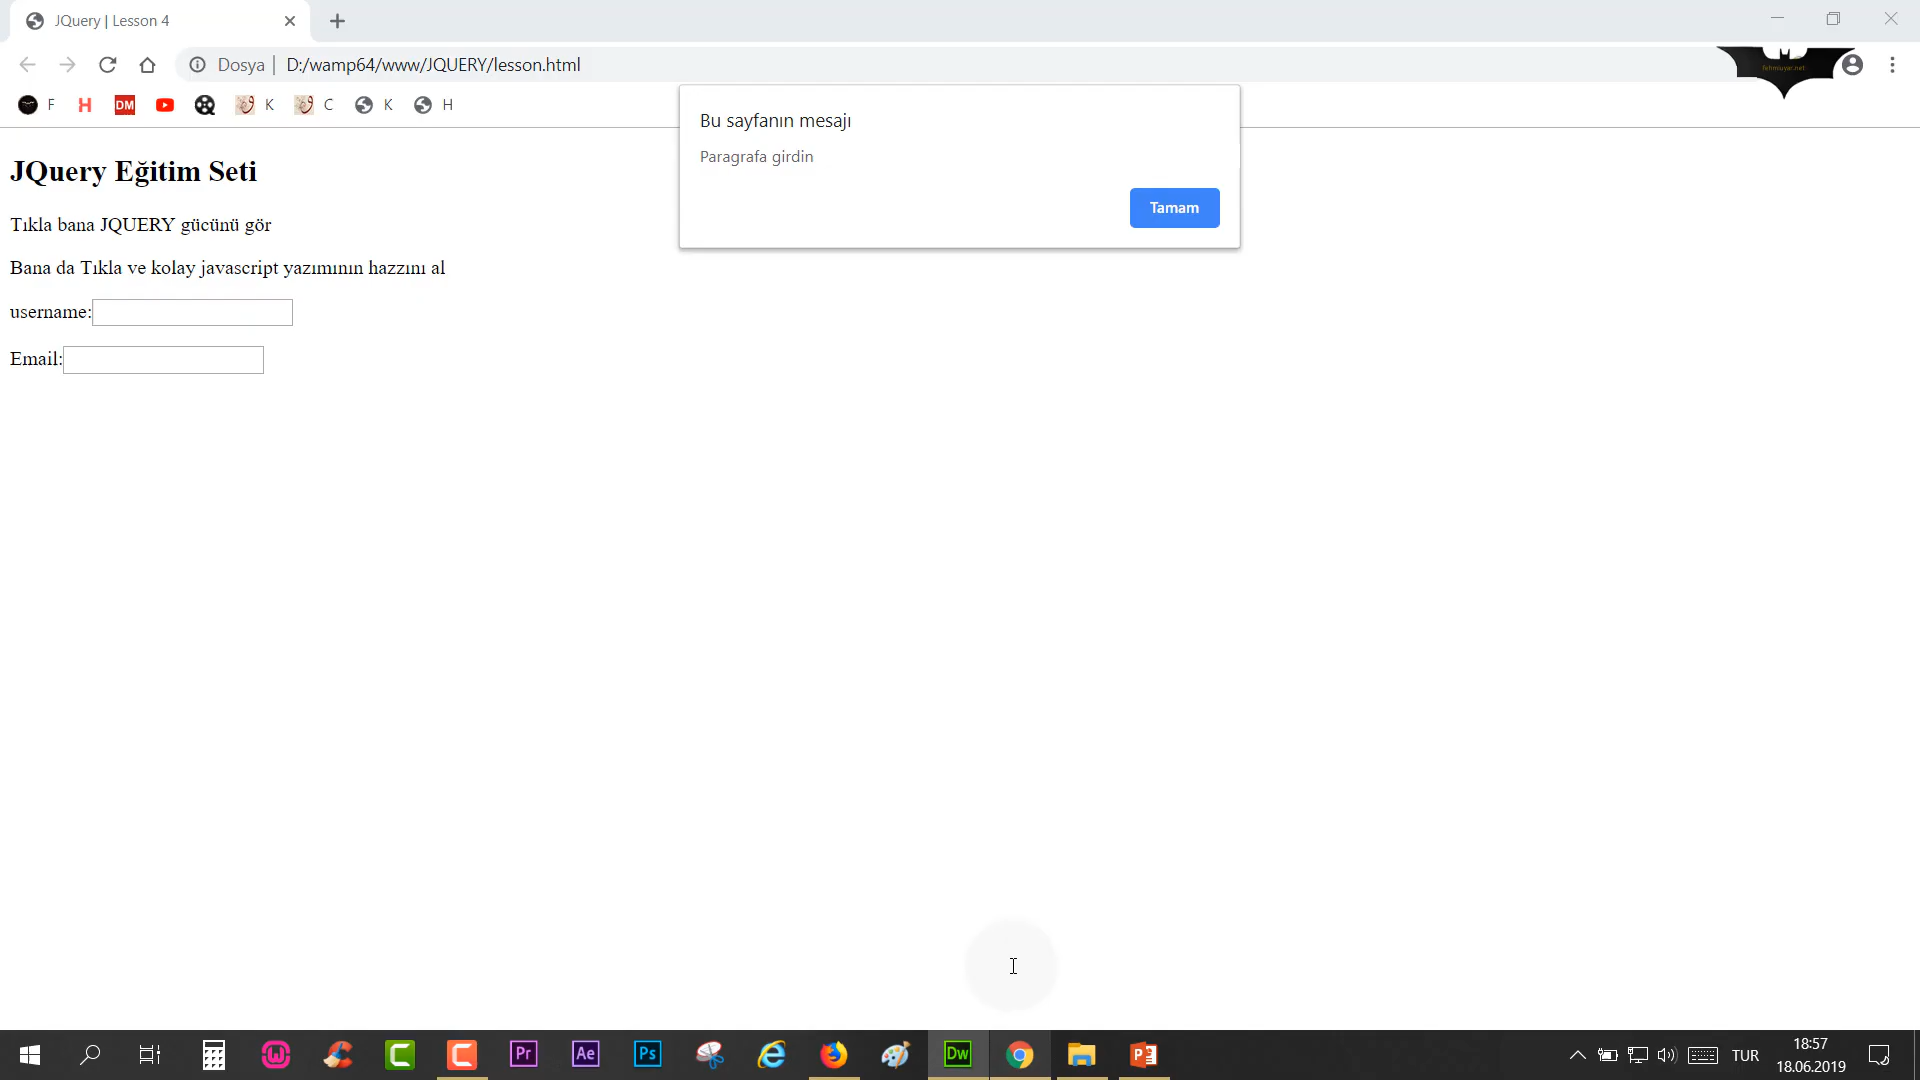 JQuery | Lesson 4
Dosya | D:/wamp64/www/JQUERY/lesson.html
fehmiuyar.net
F H DM K C K H
Bu sayfanın mesajı
Paragrafa girdin
Tamam
JQuery Eğitim Seti
Tıkla bana JQUERY gücünü gör
Bana da Tıkla ve kolay javascript yazımının hazzını al
username:
Email:
Pr Ae Ps Dw
TUR
18:57
18.06.2019